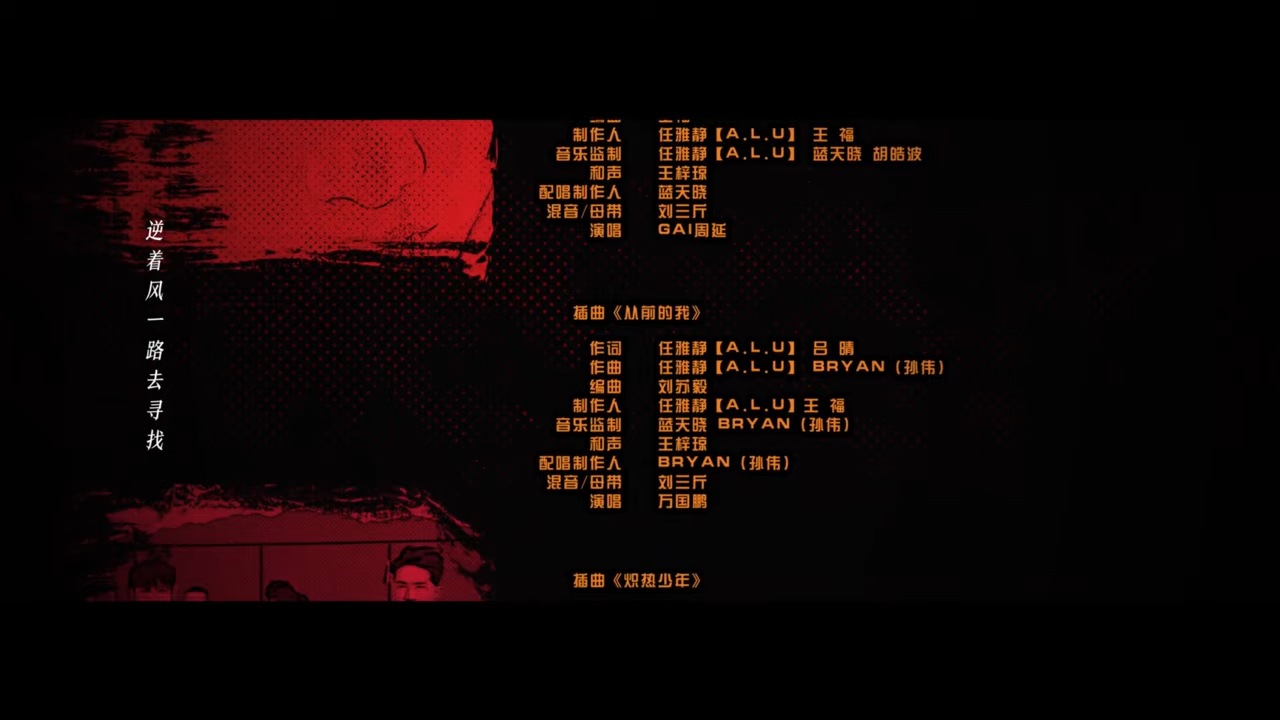 制作人 任雅静【A.L.U】 王 福
音乐监制 任雅静【A.L.U】 蓝天晓 胡皓波
和声 王梓琼
配唱制作人 蓝天晓
混音/母带 刘三斤
演唱 GAI周延
插曲《从前的我》
作词 任雅静【A.L.U】 吕 晴
作曲 任雅静【A.L.U】 BRYAN（孙伟）
编曲 刘苏毅
制作人 任雅静【A.L.U】王 福
音乐监制 蓝天晓 BRYAN（孙伟）
和声 王梓琼
配唱制作人 BRYAN（孙伟）
混音/母带 刘三斤
演唱 万国鹏
插曲《炽热少年》
逆着风一路去寻找